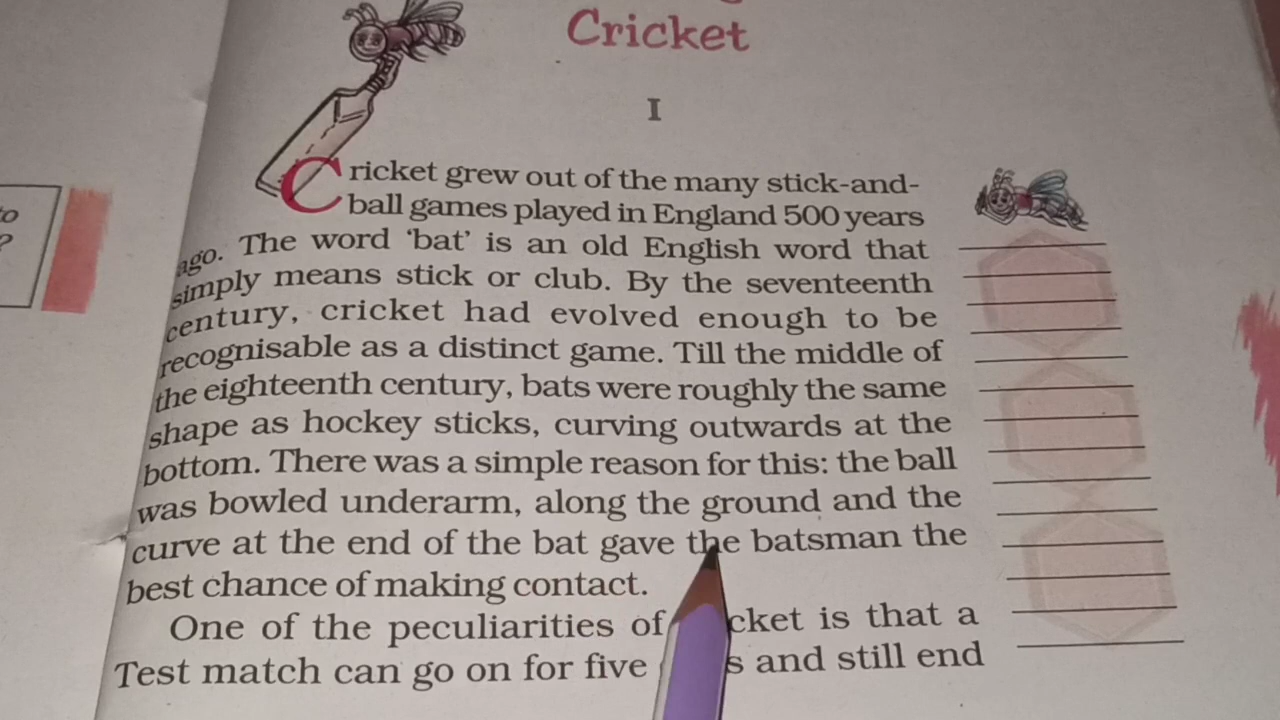 Cricket
I
Cricket grew out of the many stick-and-
ball games played in England 500 years
ago. The word ‘bat’ is an old English word that
simply means stick or club. By the seventeenth
century, cricket had evolved enough to be
recognisable as a distinct game. Till the middle of
the eighteenth century, bats were roughly the same
shape as hockey sticks, curving outwards at the
bottom. There was a simple reason for this: the ball
was bowled underarm, along the ground and the
curve at the end of the bat gave the batsman the
best chance of making contact.
One of the peculiarities of cket is that a
Test match can go on for five s and still end
to
?